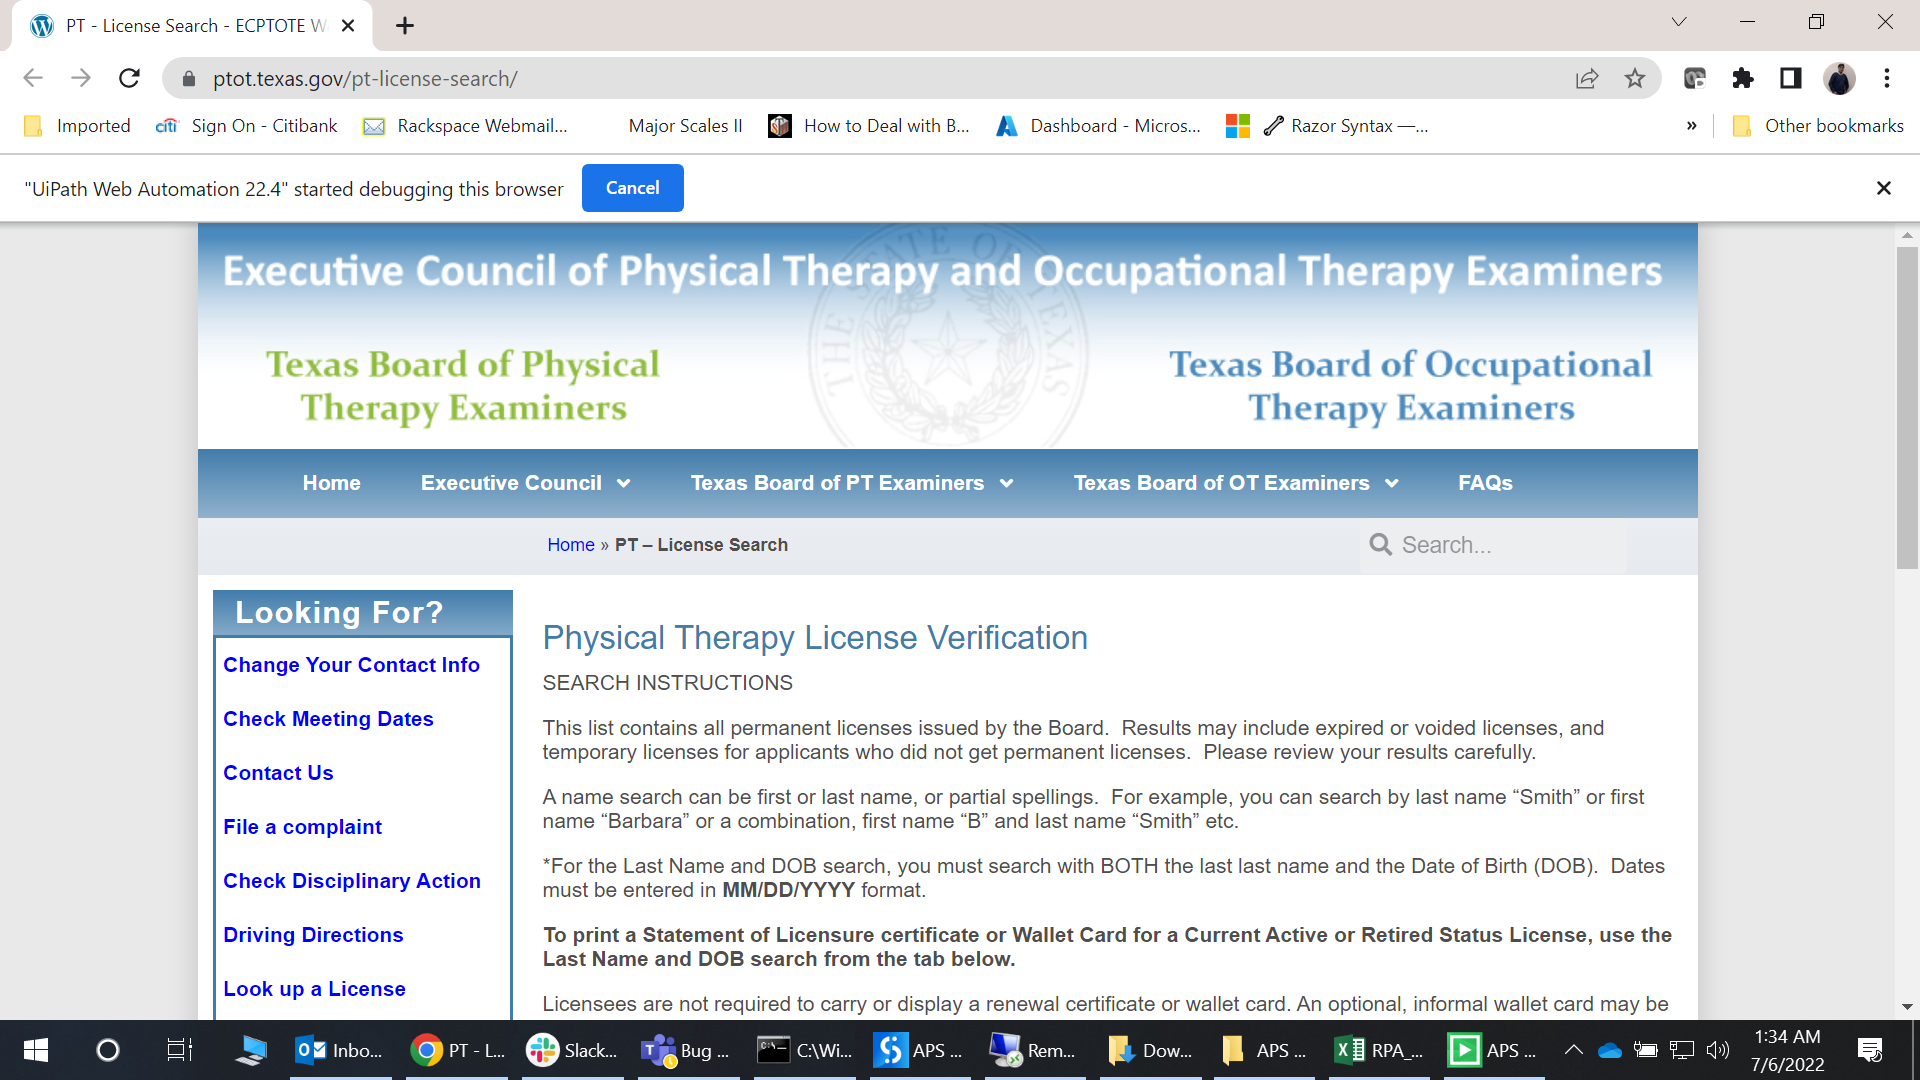 PT - License Search - ECPTOTE W
ptot.texas.gov/pt-license-search/
Imported
citi Sign On - Citibank
Rackspace Webmail...
Major Scales II
How to Deal with B...
Dashboard - Micros...
Razor Syntax —...
»
Other bookmarks
"UiPath Web Automation 22.4" started debugging this browser
Cancel
THE STATE OF TEXAS
Executive Council of Physical Therapy and Occupational Therapy Examiners
Texas Board of Physical
Therapy Examiners
Texas Board of Occupational
Therapy Examiners
Home
Executive Council
Texas Board of PT Examiners
Texas Board of OT Examiners
FAQs
Home » PT – License Search
Search...
Looking For?
Change Your Contact Info
Check Meeting Dates
Contact Us
File a complaint
Check Disciplinary Action
Driving Directions
Look up a License
Physical Therapy License Verification
SEARCH INSTRUCTIONS
This list contains all permanent licenses issued by the Board.  Results may include expired or voided licenses, and
temporary licenses for applicants who did not get permanent licenses.  Please review your results carefully.
A name search can be first or last name, or partial spellings.  For example, you can search by last name “Smith” or first
name “Barbara” or a combination, first name “B” and last name “Smith” etc.
*For the Last Name and DOB search, you must search with BOTH the last last name and the Date of Birth (DOB).  Dates
must be entered in MM/DD/YYYY format.
To print a Statement of Licensure certificate or Wallet Card for a Current Active or Retired Status License, use the
Last Name and DOB search from the tab below.
Licensees are not required to carry or display a renewal certificate or wallet card. An optional, informal wallet card may be
Inbo...
PT - L...
Slack...
Bug ...
C:\Wi...
APS ...
Rem...
Dow...
APS ...
RPA_...
APS ...
1:34 AM
7/6/2022